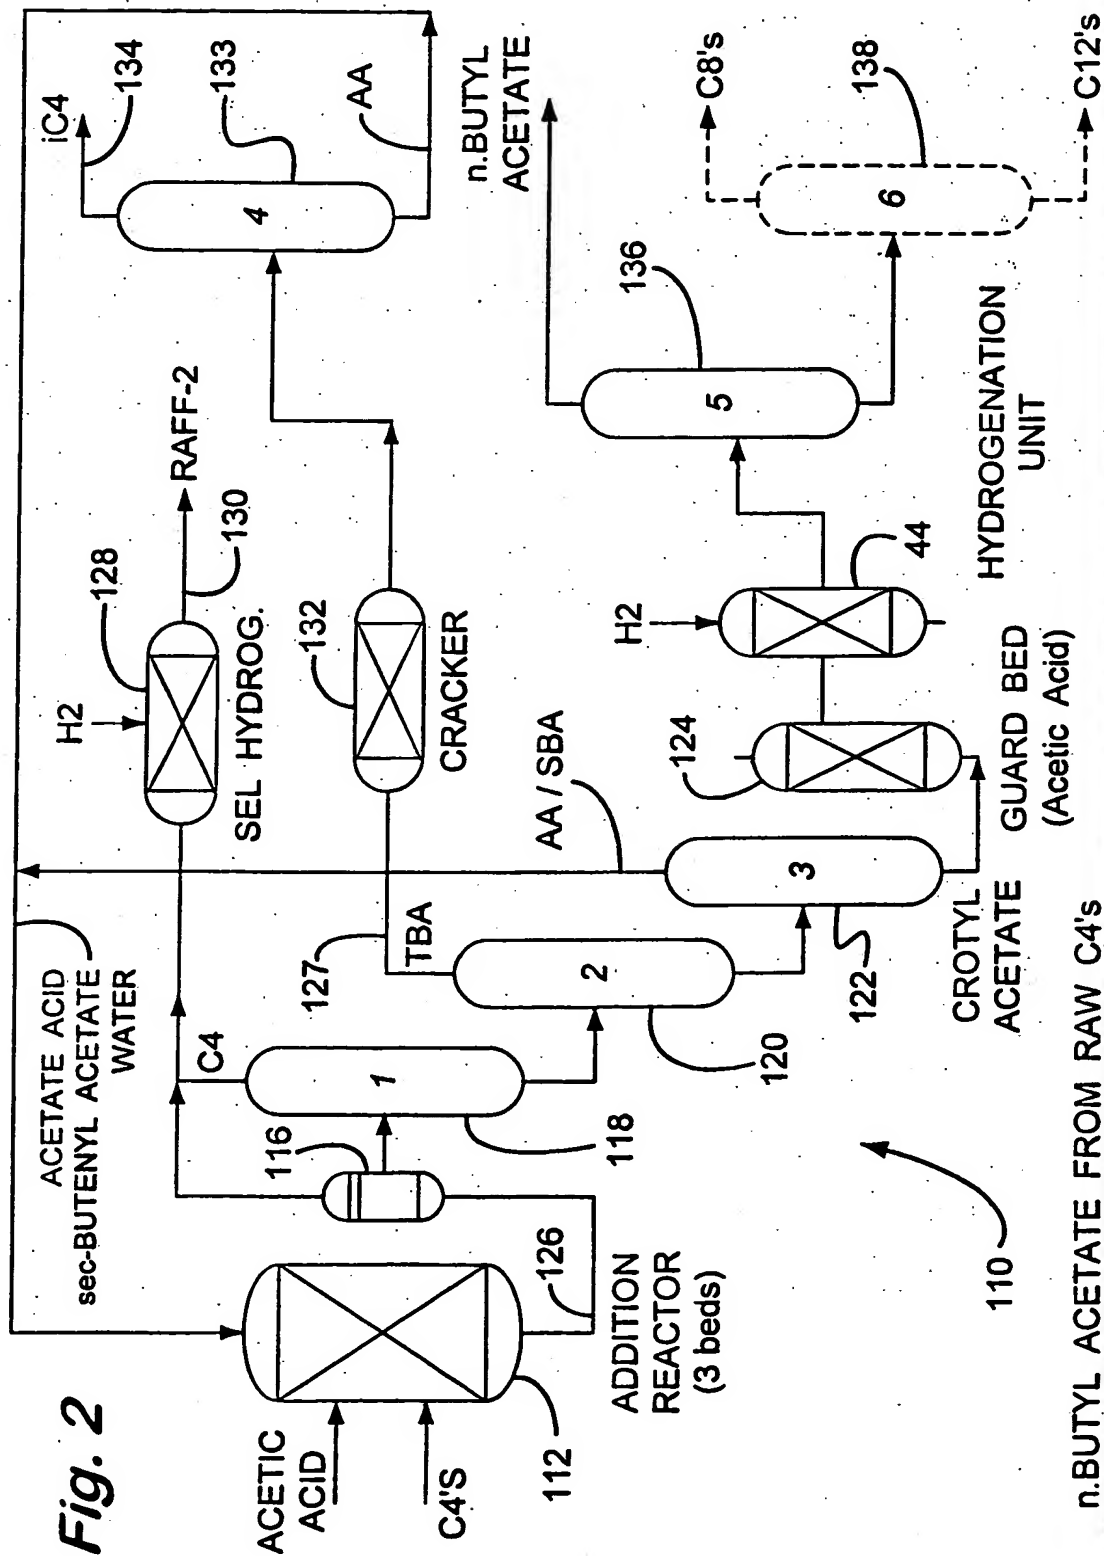 Fig. 2
ACETIC
ACID
C4'S
112
ADDITION
REACTOR
(3 beds)
126
116
118
1
C4
ACETATE ACID
sec-BUTENYL ACETATE
WATER
H2
128
SEL HYDROG.
130
RAFF-2
127
TBA
132
CRACKER
iC4
134
133
4
AA
2
120
AA / SBA
3
122
CROTYL
ACETATE
124
GUARD BED
(Acetic Acid)
H2
44
HYDROGENATION
UNIT
136
5
n.BUTYL
ACETATE
C8's
138
6
C12's
110
n.BUTYL ACETATE FROM RAW C4's